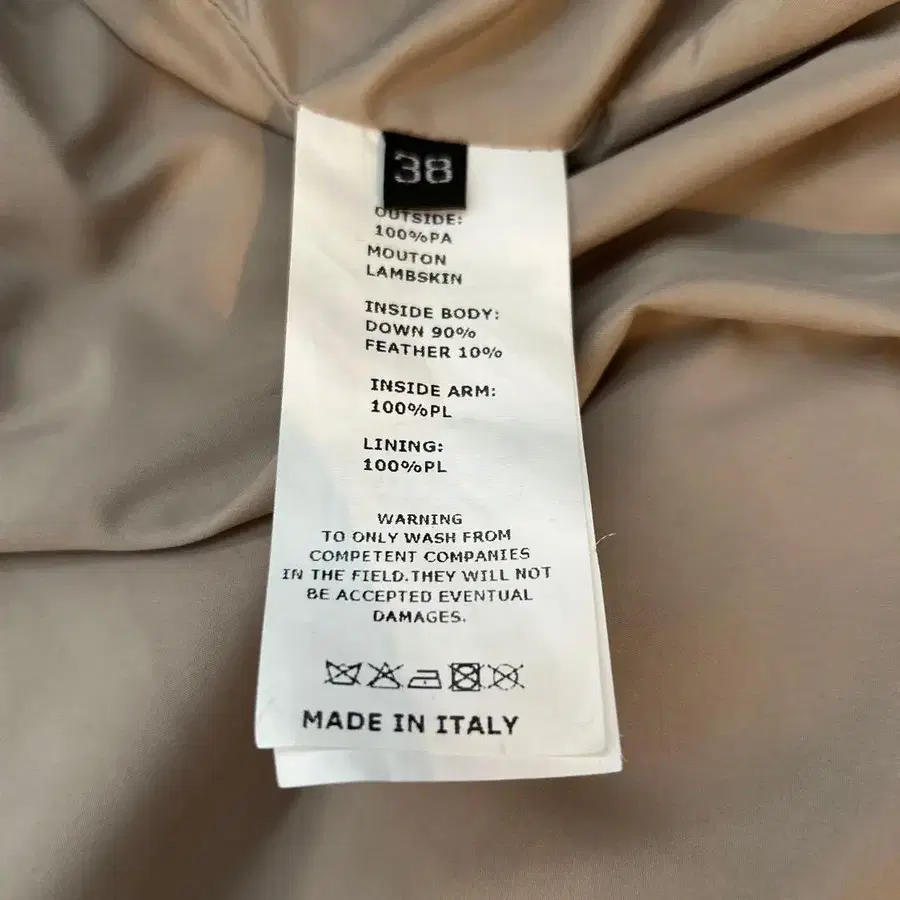 38
OUTSIDE:
100%PA
MOUTON
LAMBSKIN
INSIDE BODY:
DOWN 90%
FEATHER 10%
INSIDE ARM:
100%PL
LINING:
100%PL
WARNING
TO ONLY WASH FROM
COMPETENT COMPANIES
IN THE FIELD.THEY WILL NOT
BE ACCEPTED EVENTUAL
DAMAGES.
MADE IN ITALY